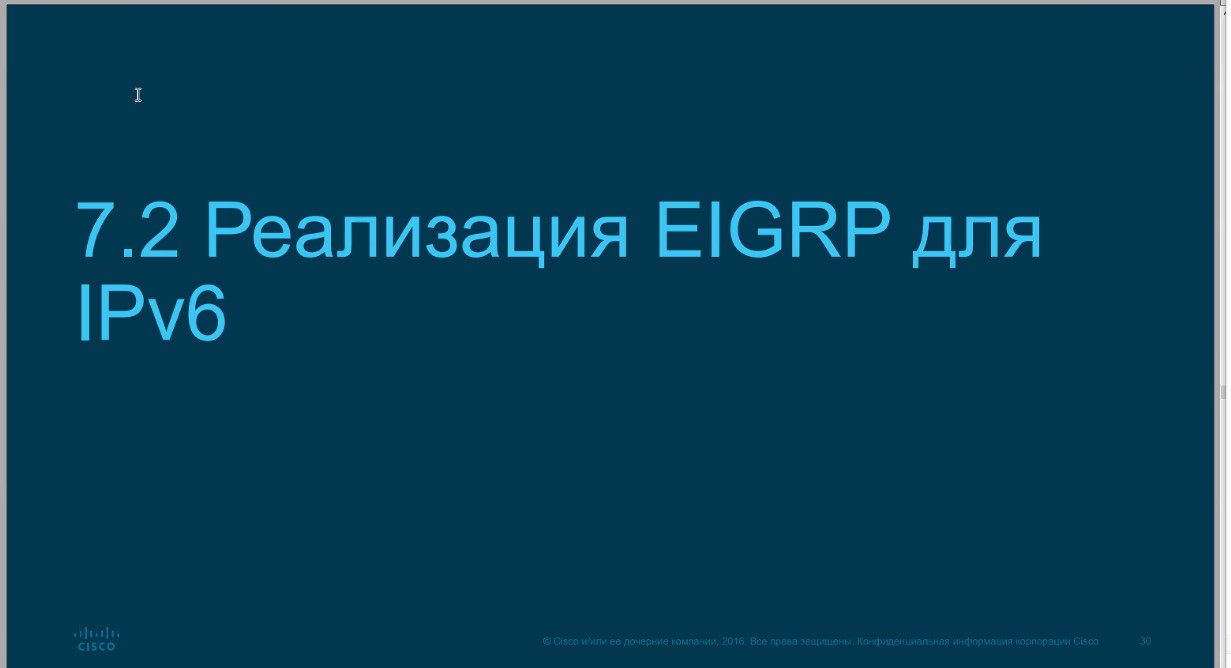 7.2 Реализация EIGRP для
IPv6
CISCO
© Cisco и/или ее дочерние компании, 2016. Все права защищены. Конфиденциальная информация корпорации Cisco
30